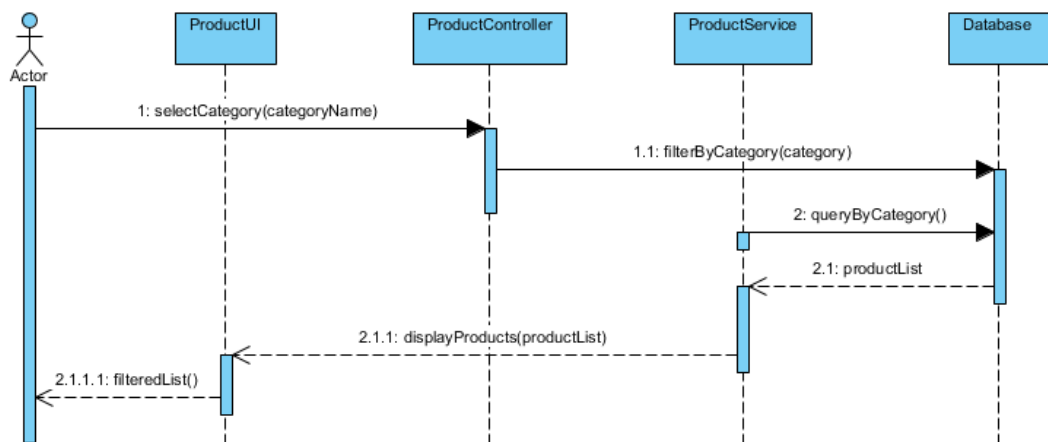 ProductUI
ProductController
ProductService
Database
Actor
1: selectCategory(categoryName)
1.1: filterByCategory(category)
2: queryByCategory()
2.1: productList
2.1.1: displayProducts(productList)
2.1.1.1: filteredList()